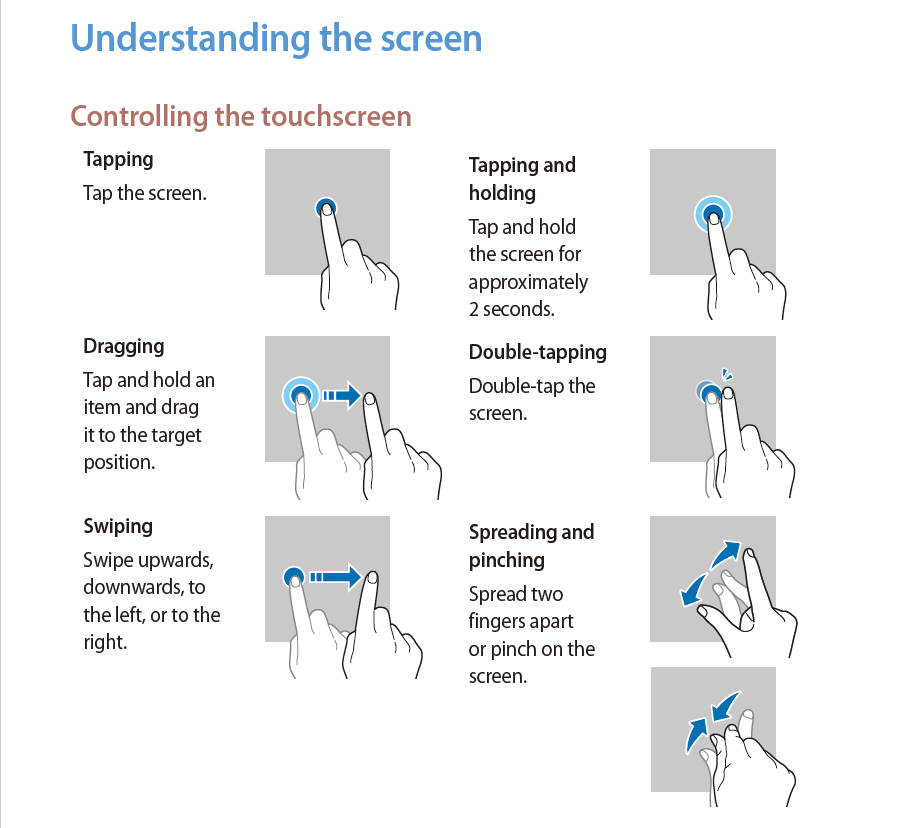 Understanding the screen
Controlling the touchscreen
Tapping
Tap the screen.
Tapping and
holding
Tap and hold
the screen for
approximately
2 seconds.
Dragging
Tap and hold an
item and drag
it to the target
position.
Double-tapping
Double-tap the
screen.
Swiping
Swipe upwards,
downwards, to
the left, or to the
right.
Spreading and
pinching
Spread two
fingers apart
or pinch on the
screen.